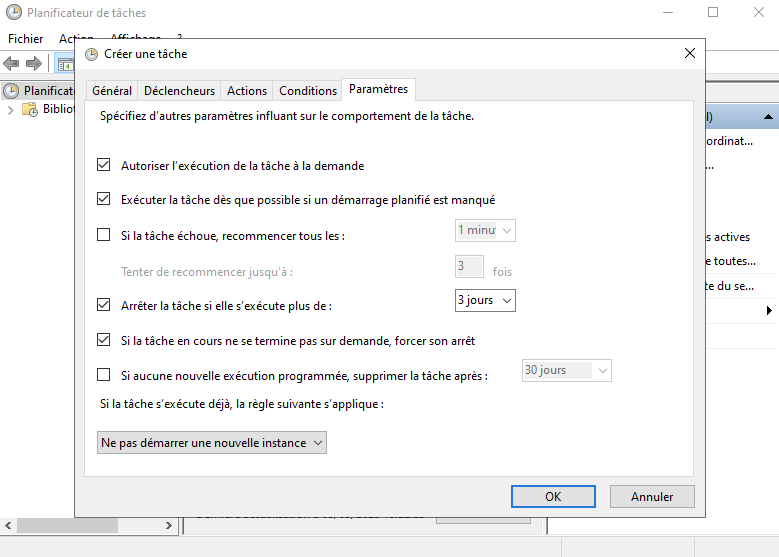 Planificateur de tâches
Fichier Action Affichage ?
Créer une tâche
Général Déclencheurs Actions Conditions Paramètres
Spécifiez d'autres paramètres influant sur le comportement de la tâche.
Autoriser l'exécution de la tâche à la demande
Exécuter la tâche dès que possible si un démarrage planifié est manqué
Si la tâche échoue, recommencer tous les : 1 minut
Tenter de recommencer jusqu'à : 3 fois
Arrêter la tâche si elle s'exécute plus de : 3 jours
Si la tâche en cours ne se termine pas sur demande, forcer son arrêt
Si aucune nouvelle exécution programmée, supprimer la tâche après : 30 jours
Si la tâche s'exécute déjà, la règle suivante s'applique :
Ne pas démarrer une nouvelle instance
OK Annuler
Planificate
Bibliot
l)
ordinat...
...
s actives
e toutes...
te du se...